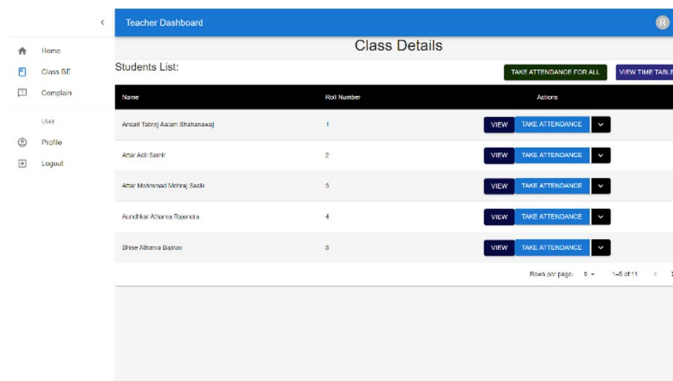 Teacher Dashboard
R
Home
Class BE
Complain
User
Profile
Logout
Class Details
Students List:
TAKE ATTENDANCE FOR ALL
VIEW TIME TABLE
Name Roll Number Actions
Ansari Tabrej Aalam Shahanawaj 1 VIEW TAKE ATTENDANCE
Attar Adil Samir 2 VIEW TAKE ATTENDANCE
Attar Mohmmad Mehraj Sadik 3 VIEW TAKE ATTENDANCE
Aundhkar Atharva Rajendra 4 VIEW TAKE ATTENDANCE
Bhise Atharva Bajirao 5 VIEW TAKE ATTENDANCE
Rows per page: 5 1–5 of 11